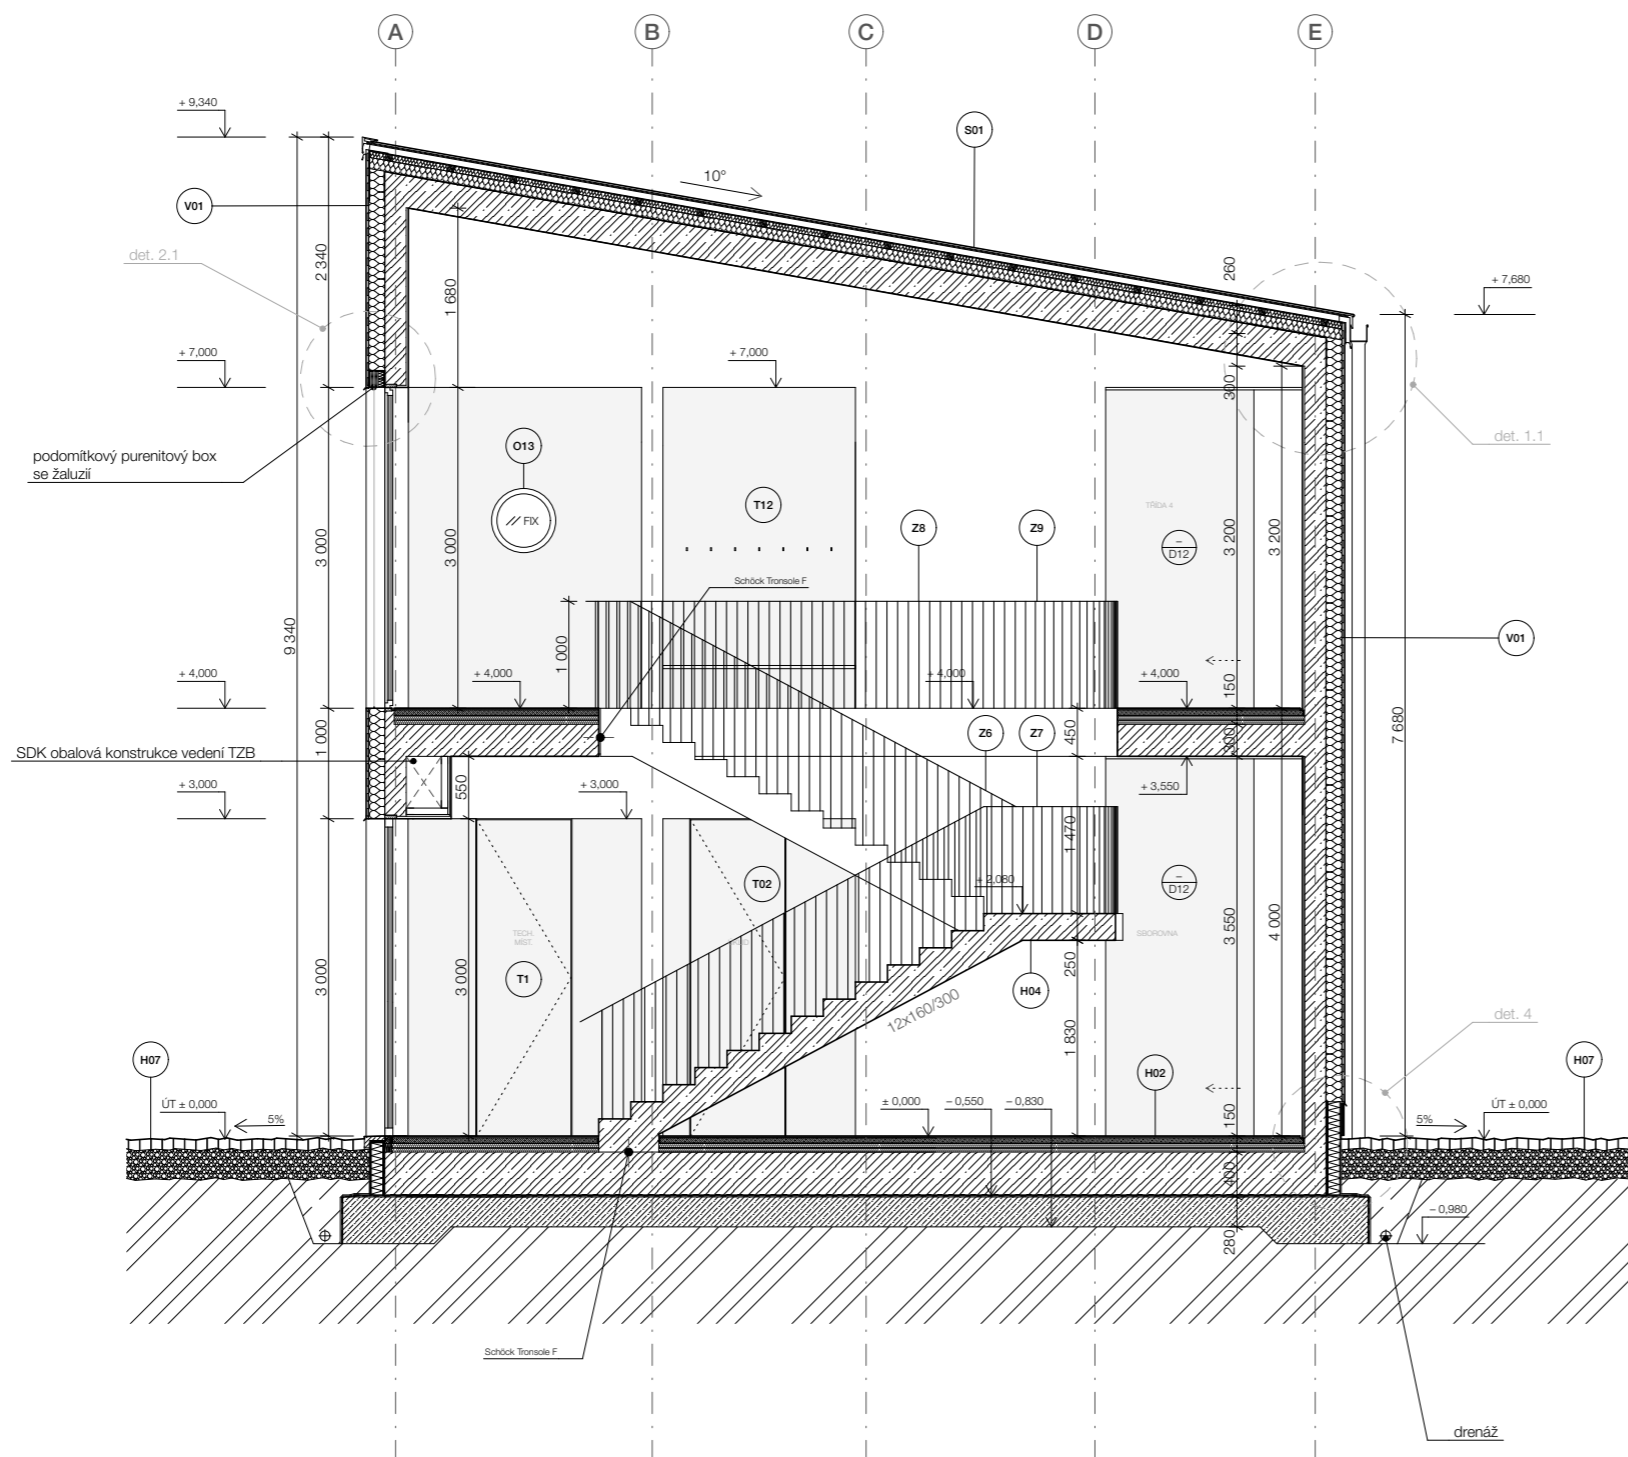 A B C D E
+ 9,340
S01
10°
V01
det. 2.1
2 340
1 680
260
+ 7,680
+ 7,000
+ 7,000
300
podomítkový purenitový box
se žaluzií
det. 1.1
O13
// FIX
T12
TŘÍDA 4
Z8
Z9
–
D12
3 000
3 000
3 200
3 200
Schöck Tronsole F
9 340
1 000
V01
+ 4,000
+ 4,000
+ 4,000
+ 4,000
150
7 680
1 000
450
300
Z6
Z7
SDK obalová konstrukce vedení TZB
550
+ 3,000
+ 3,000
+ 3,550
1 470
T02
+ 2,080
–
D12
TECH.
MÍST.
SBOROVNA
3 000
3 000
T1
250
H04
3 550
4 000
12x160/300
1 830
det. 4
H07
H02
H07
ÚT ± 0,000
5%
± 0,000
– 0,550
– 0,830
150
5%
ÚT ± 0,000
400
– 0,980
280
Schöck Tronsole F
drenáž